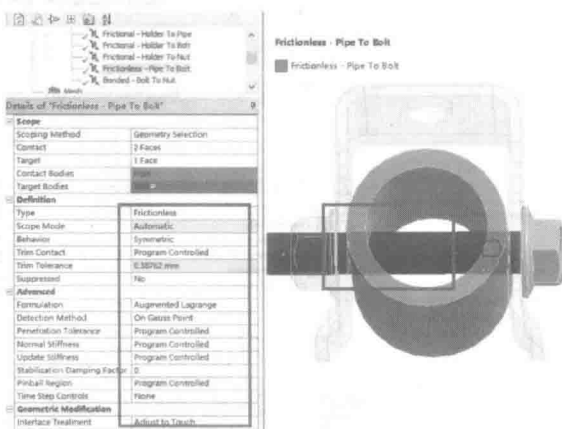 Frictional - Holder To Pipe
Frictional - Holder To Bolt
Frictional - Holder To Nut
Frictionless - Pipe To Bolt
Bonded - Bolt To Nut
Mesh
Details of "Frictionless - Pipe To Bolt"
Scope
Scoping Method Geometry Selection
Contact 2 Faces
Target 1 Face
Contact Bodies
Target Bodies
Definition
Type Frictionless
Scope Mode Automatic
Behavior Symmetric
Trim Contact Program Controlled
Trim Tolerance 0.38762 mm
Suppressed No
Advanced
Formulation Augmented Lagrange
Detection Method On Gauss Point
Penetration Tolerance Program Controlled
Normal Stiffness Program Controlled
Update Stiffness Program Controlled
Stabilization Damping Factor 0
Pinball Region Program Controlled
Time Step Controls None
Geometric Modification
Interface Treatment Adjust to Touch
Frictionless - Pipe To Bolt
Frictionless - Pipe To Bolt